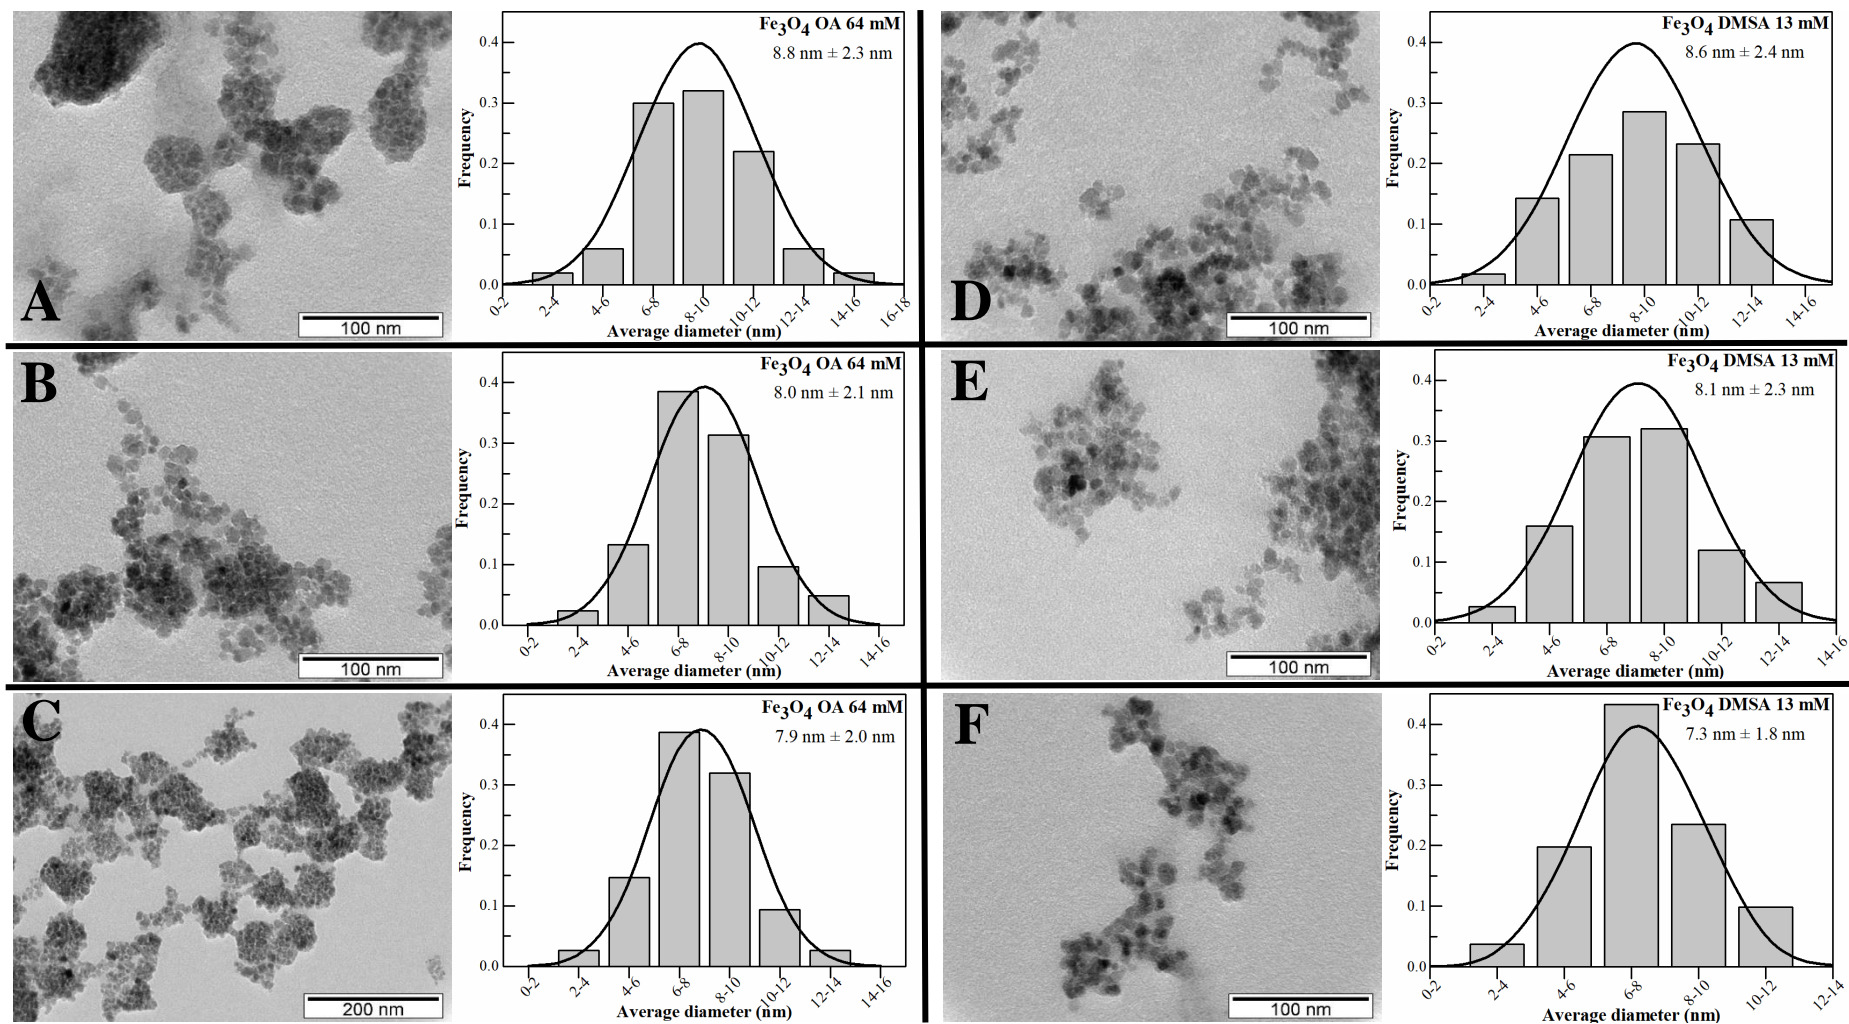 A
100 nm
Fe3O4 OA 64 mM
8.8 nm ± 2.3 nm
Frequency
0.4
0.3
0.2
0.1
0.0
0-2 2-4 4-6 6-8 8-10 10-12 12-14 14-16 16-18
Average diameter (nm)
D
100 nm
Fe3O4 DMSA 13 mM
8.6 nm ± 2.4 nm
Frequency
0.4
0.3
0.2
0.1
0.0
0-2 2-4 4-6 6-8 8-10 10-12 12-14 14-16
Average diameter (nm)
B
100 nm
Fe3O4 OA 64 mM
8.0 nm ± 2.1 nm
Frequency
0.4
0.3
0.2
0.1
0.0
0-2 2-4 4-6 6-8 8-10 10-12 12-14 14-16
Average diameter (nm)
E
100 nm
Fe3O4 DMSA 13 mM
8.1 nm ± 2.3 nm
Frequency
0.4
0.3
0.2
0.1
0.0
0-2 2-4 4-6 6-8 8-10 10-12 12-14 14-16
Average diameter (nm)
C
200 nm
Fe3O4 OA 64 mM
7.9 nm ± 2.0 nm
Frequency
0.4
0.3
0.2
0.1
0.0
0-2 2-4 4-6 6-8 8-10 10-12 12-14 14-16
Average diameter (nm)
F
100 nm
Fe3O4 DMSA 13 mM
7.3 nm ± 1.8 nm
Frequency
0.4
0.3
0.2
0.1
0.0
0-2 2-4 4-6 6-8 8-10 10-12 12-14
Average diameter (nm)